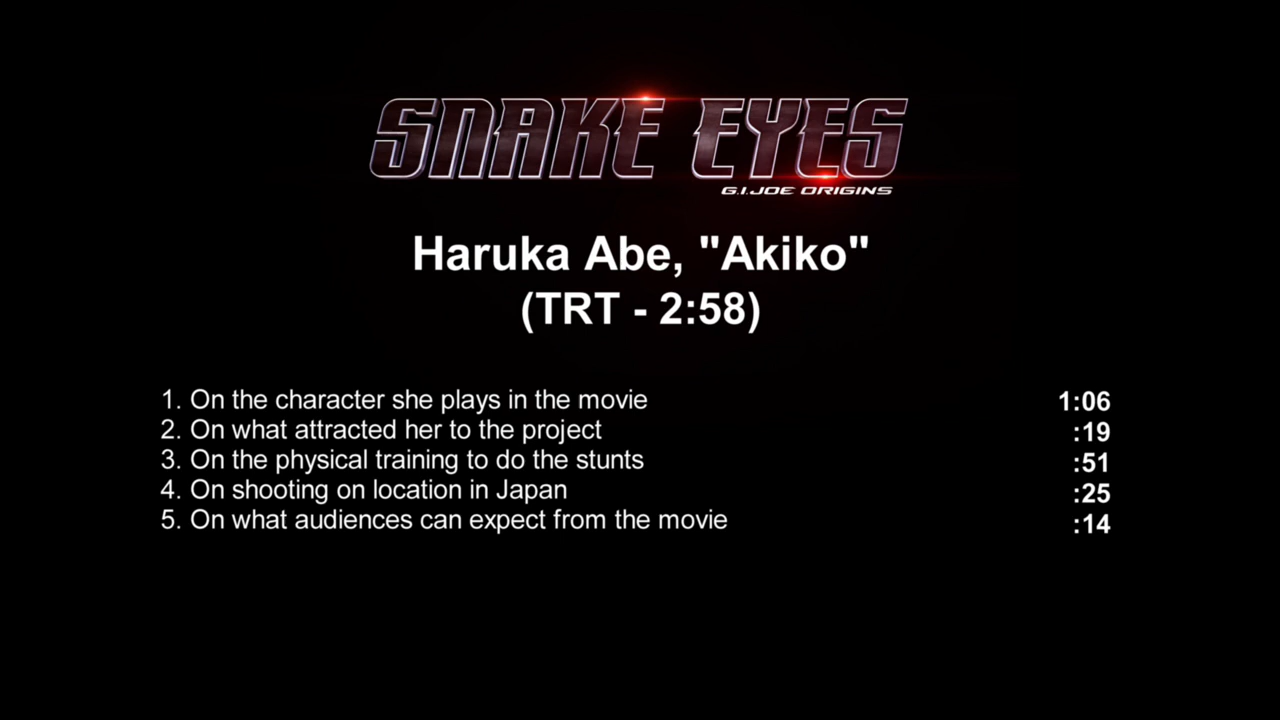 SNAKE EYES
G.I.JOE ORIGINS
Haruka Abe, "Akiko"
(TRT - 2:58)
1. On the character she plays in the movie 1:06
2. On what attracted her to the project :19
3. On the physical training to do the stunts :51
4. On shooting on location in Japan :25
5. On what audiences can expect from the movie :14